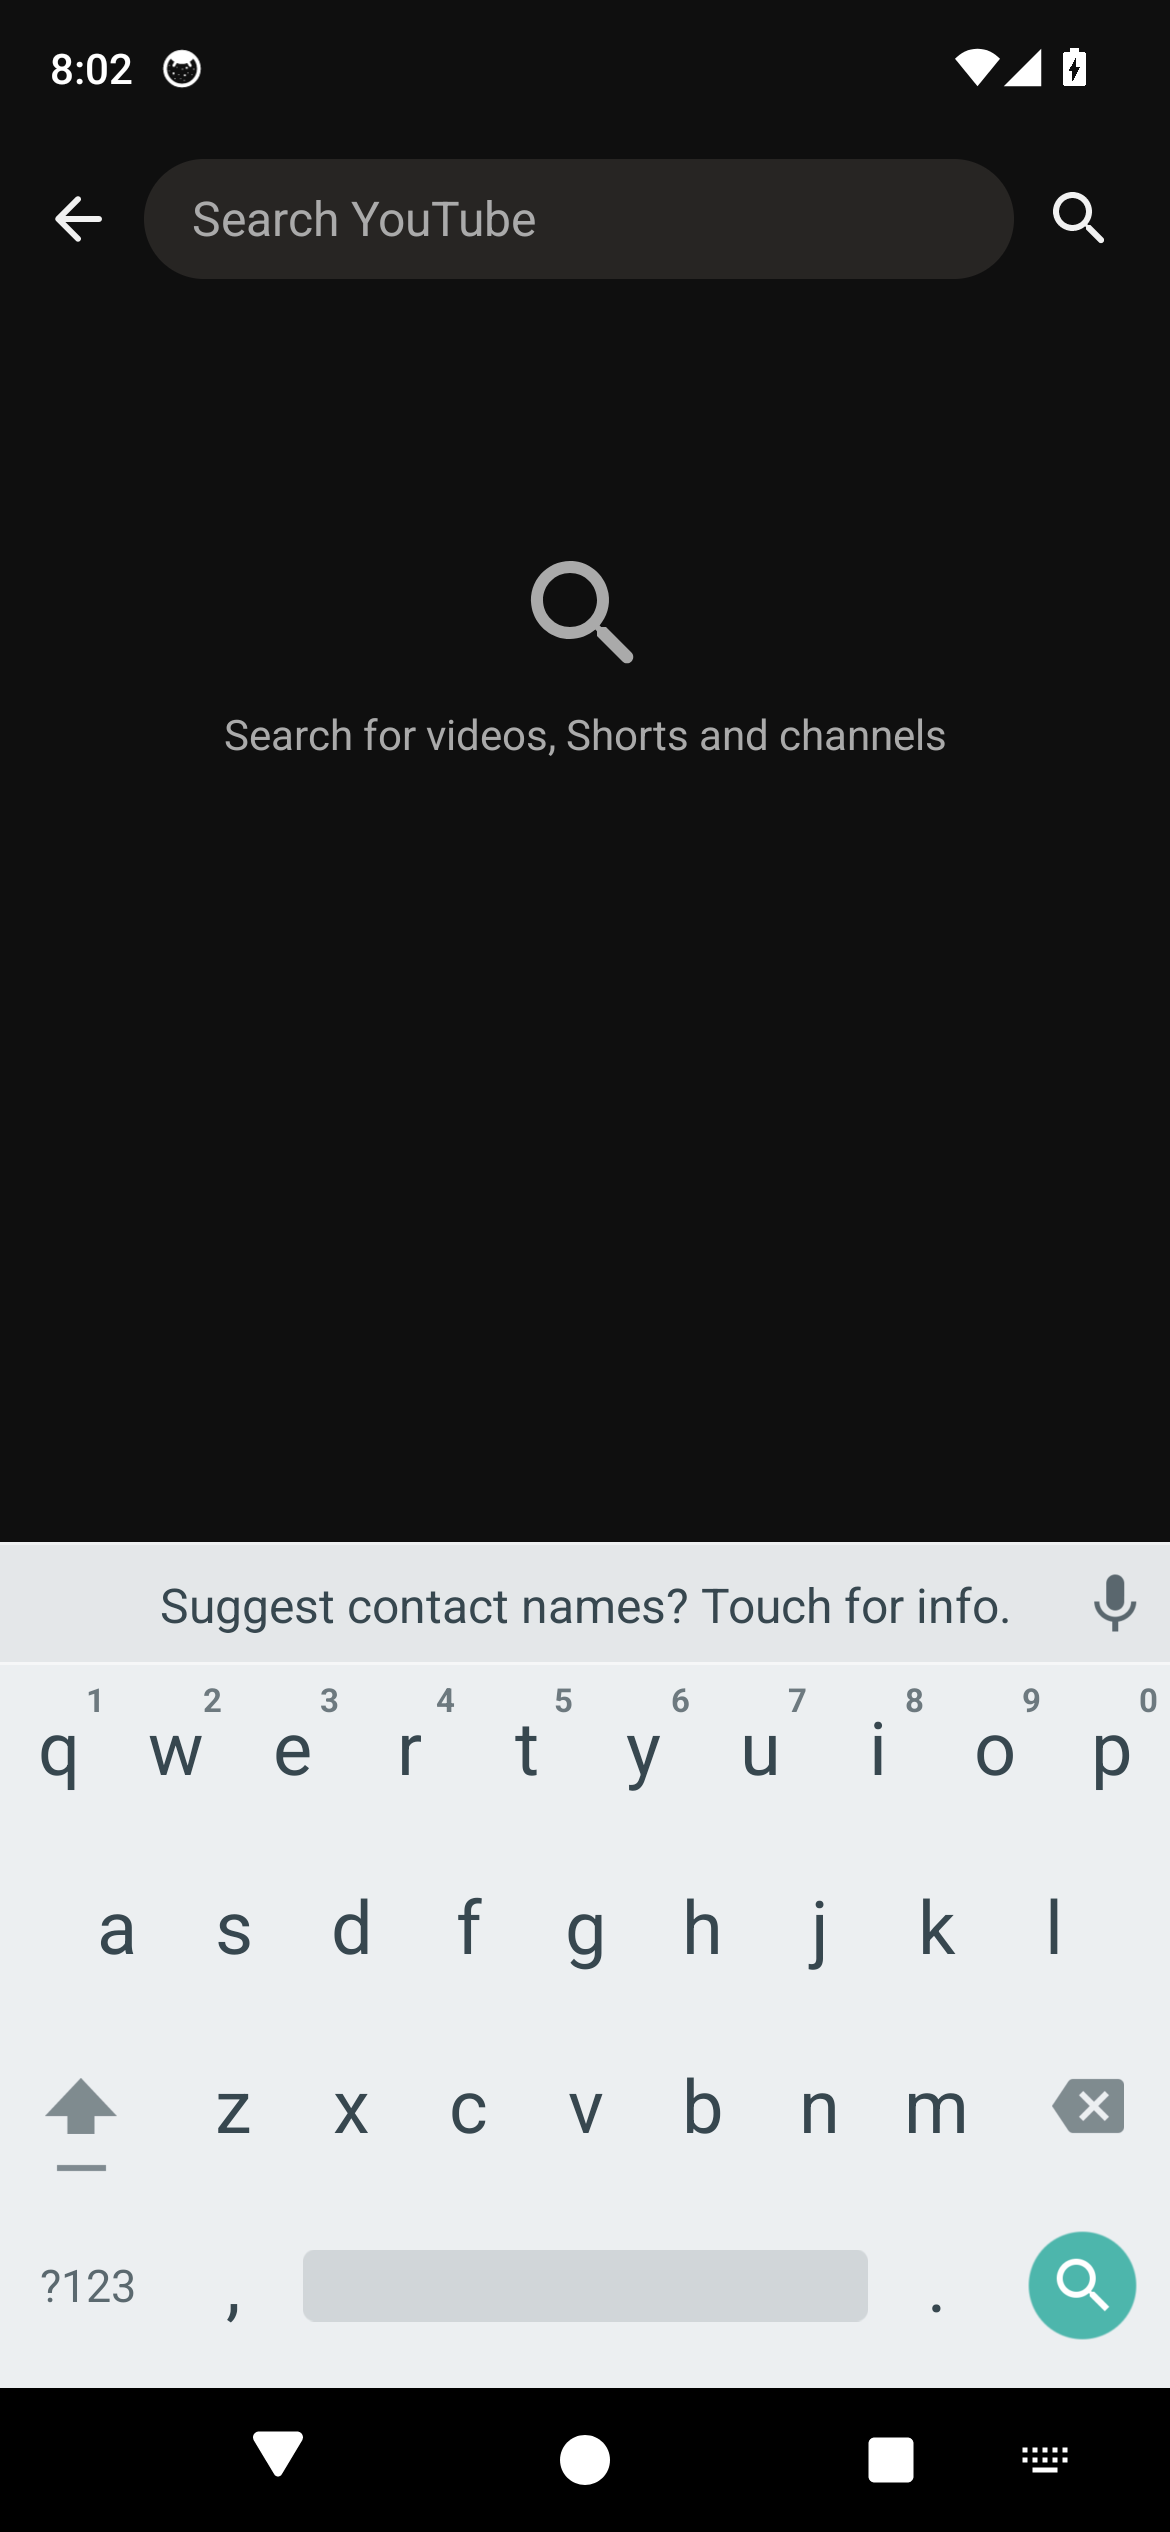 8:02
Search YouTube
Search for videos, Shorts and channels
Suggest contact names? Touch for info.
1 2 3 4 5 6 7 8 9 0
q w e r t y u i o p
a s d f g h j k l
z x c v b n m
?123 , .